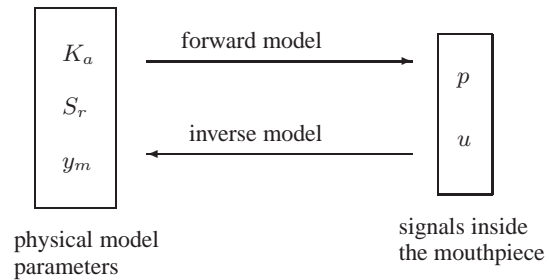 K_a
S_r
y_m
forward model
inverse model
p
u
physical model
parameters
signals inside
the mouthpiece